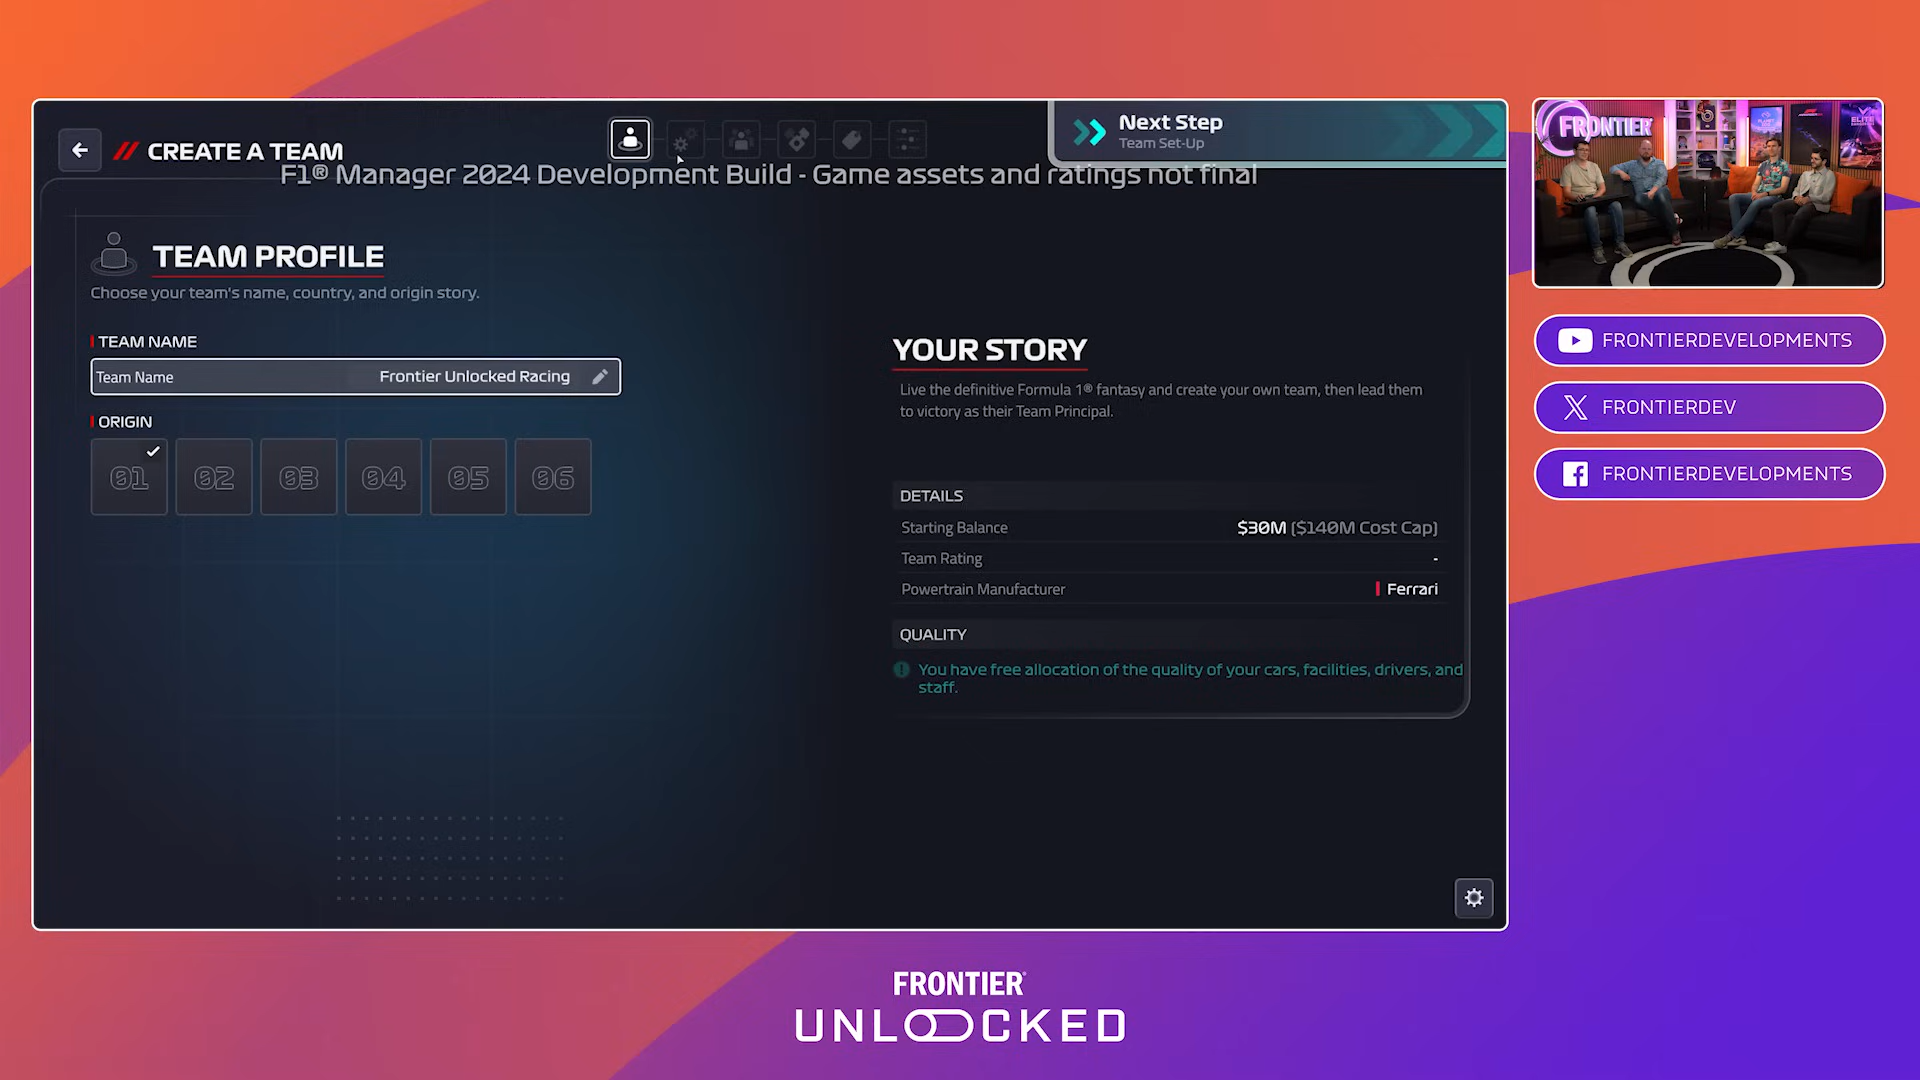 CREATE A TEAM
F1® Manager 2024 Development Build - Game assets and ratings not final
Next Step
Team Set-Up
TEAM PROFILE
Choose your team's name, country, and origin story.
TEAM NAME
Team Name Frontier Unlocked Racing
ORIGIN
01 02 03 04 05 06
YOUR STORY
Live the definitive Formula 1® fantasy and create your own team, then lead them
to victory as their Team Principal.
DETAILS
Starting Balance $30M ($140M Cost Cap)
Team Rating -
Powertrain Manufacturer Ferrari
QUALITY
You have free allocation of the quality of your cars, facilities, drivers, and
staff.
FRONTIER
ELITE
FRONTIERDEVELOPMENTS
FRONTIERDEV
FRONTIERDEVELOPMENTS
FRONTIER
UNLOCKED